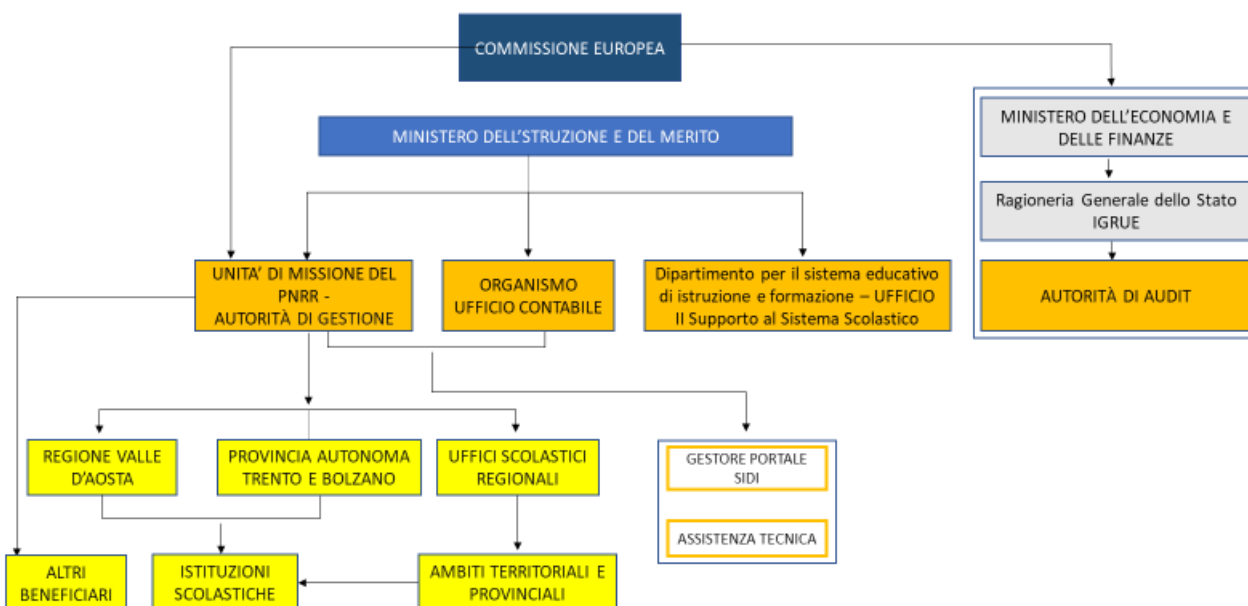 COMMISSIONE EUROPEA
MINISTERO DELL'STRUZIONE E DEL MERITO
MINISTERO DELL'ECONOMIA E
DELLE FINANZE
Ragioneria Generale dello Stato
IGRUE
UNITA' DI MISSIONE DEL
PNRR -
AUTORITÀ DI GESTIONE
ORGANISMO
UFFICIO CONTABILE
Dipartimento per il sistema educativo
di istruzione e formazione – UFFICIO
II Supporto al Sistema Scolastico
AUTORITÀ DI AUDIT
REGIONE VALLE
D'AOSTA
PROVINCIA AUTONOMA
TRENTO E BOLZANO
UFFICI SCOLASTICI
REGIONALI
GESTORE PORTALE
SIDI
ASSISTENZA TECNICA
ALTRI
BENEFICIARI
ISTITUZIONI
SCOLASTICHE
AMBITI TERRITORIALI E
PROVINCIALI